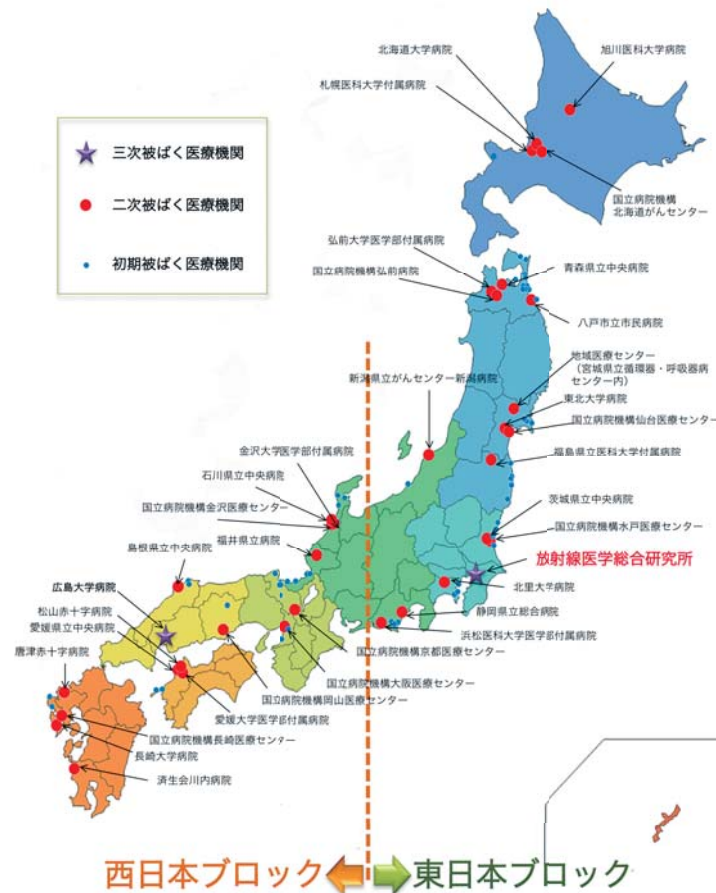 北海道大学病院
旭川医科大学病院
札幌医科大学付属病院
三次被ばく医療機関
二次被ばく医療機関
初期被ばく医療機関
国立病院機構
北海道がんセンター
弘前大学医学部付属病院
国立病院機構弘前病院
青森県立中央病院
八戸市立市民病院
地域医療センター
(宮城県立循環器・呼吸器病
センター内)
新潟県立がんセンター新潟病院
東北大学病院
国立病院機構仙台医療センター
福島県立医科大学付属病院
金沢大学医学部付属病院
石川県立中央病院
国立病院機構金沢医療センター
福井県立病院
茨城県立中央病院
国立病院機構水戸医療センター
放射線医学総合研究所
島根県立中央病院
広島大学病院
北里大学病院
松山赤十字病院
静岡県立総合病院
愛媛県立中央病院
浜松医科大学医学部付属病院
唐津赤十字病院
国立病院機構京都医療センター
国立病院機構大阪医療センター
国立病院機構岡山医療センター
愛媛大学医学部付属病院
国立病院機構長崎医療センター
長崎大学病院
済生会川内病院
西日本ブロック
東日本ブロック